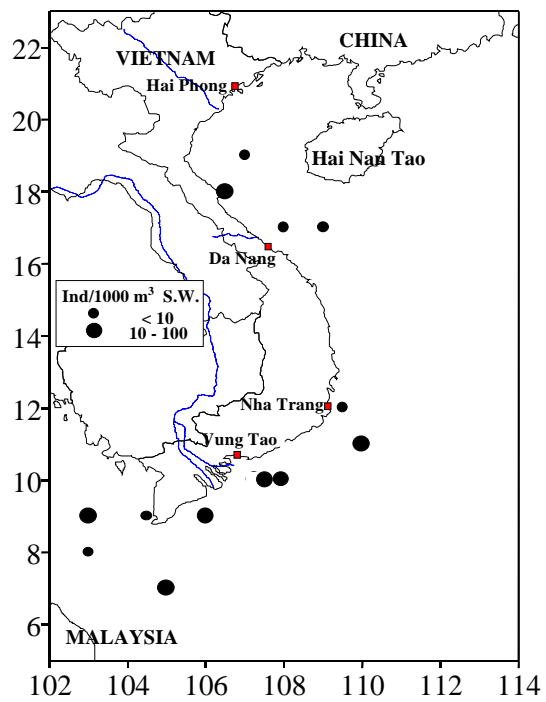 22
CHINA
VIETNAM
Hai Phong
20
Hai Nan Tao
18
Da Nang
16
Ind/1000 m³ S.W.
< 10
10 - 100
14
12
Nha Trang
Vung Tao
10
8
6
MALAYSIA
102 104 106 108 110 112 114